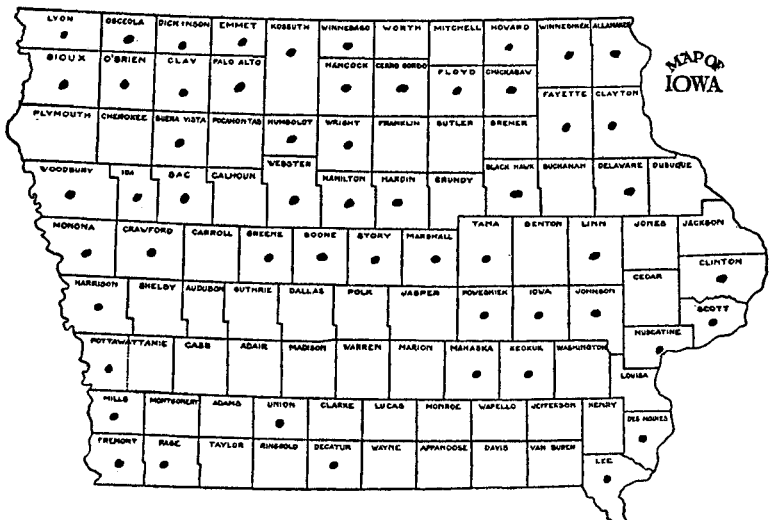 MAP OF
IOWA
LYON OSCEOLA DICKINSON EMMET KOSSUTH WINNEBAGO WORTH MITCHELL HOWARD WINNESHIEK ALLAMAKEE
SIOUX O'BRIEN CLAY PALO ALTO HANCOCK CERRO GORDO FLOYD CHICKASAW
FAYETTE CLAYTON
PLYMOUTH CHEROKEE BUENA VISTA POCAHONTAS HUMBOLDT WRIGHT FRANKLIN BUTLER BREMER
WEBSTER
WOODBURY IDA SAC CALHOUN HAMILTON HARDIN GRUNDY BLACK HAWK BUCHANAN DELAWARE DUBUQUE
MONONA CRAWFORD CARROLL GREENE BOONE STORY MARSHALL TAMA BENTON LINN JONES JACKSON
CLINTON
CEDAR
HARRISON SHELBY AUDUBON GUTHRIE DALLAS POLK JASPER POWESHIEK IOWA JOHNSON
SCOTT
MUSCATINE
POTTAWATTAMIE CASS ADAIR MADISON WARREN MARION MAHASKA KEOKUK WASHINGTON
LOUISA
MILLS MONTGOMERY ADAMS UNION CLARKE LUCAS MONROE WAPELLO JEFFERSON HENRY
DES MOINES
FREMONT PAGE TAYLOR RINGGOLD DECATUR WAYNE APPANOOSE DAVIS VAN BUREN
LEE